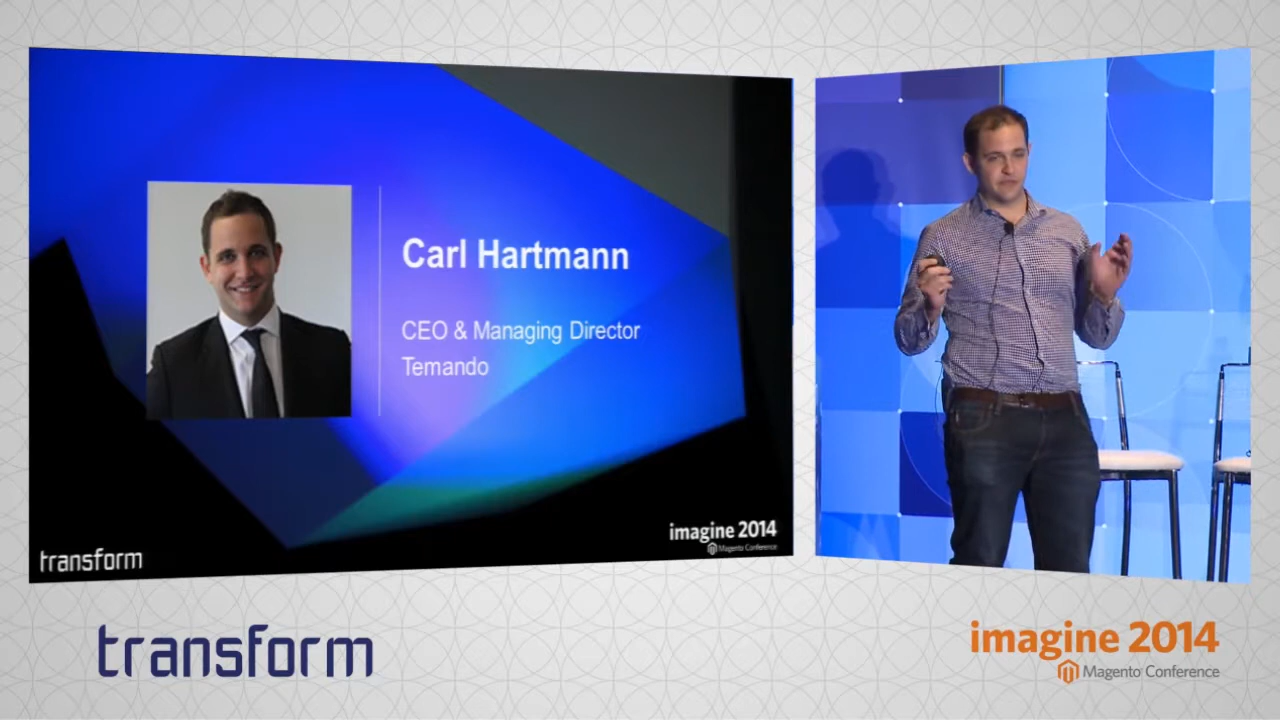 Carl Hartmann
CEO & Managing Director
Temando
transform
imagine 2014
Magento Conference
transform
imagine 2014
Magento Conference